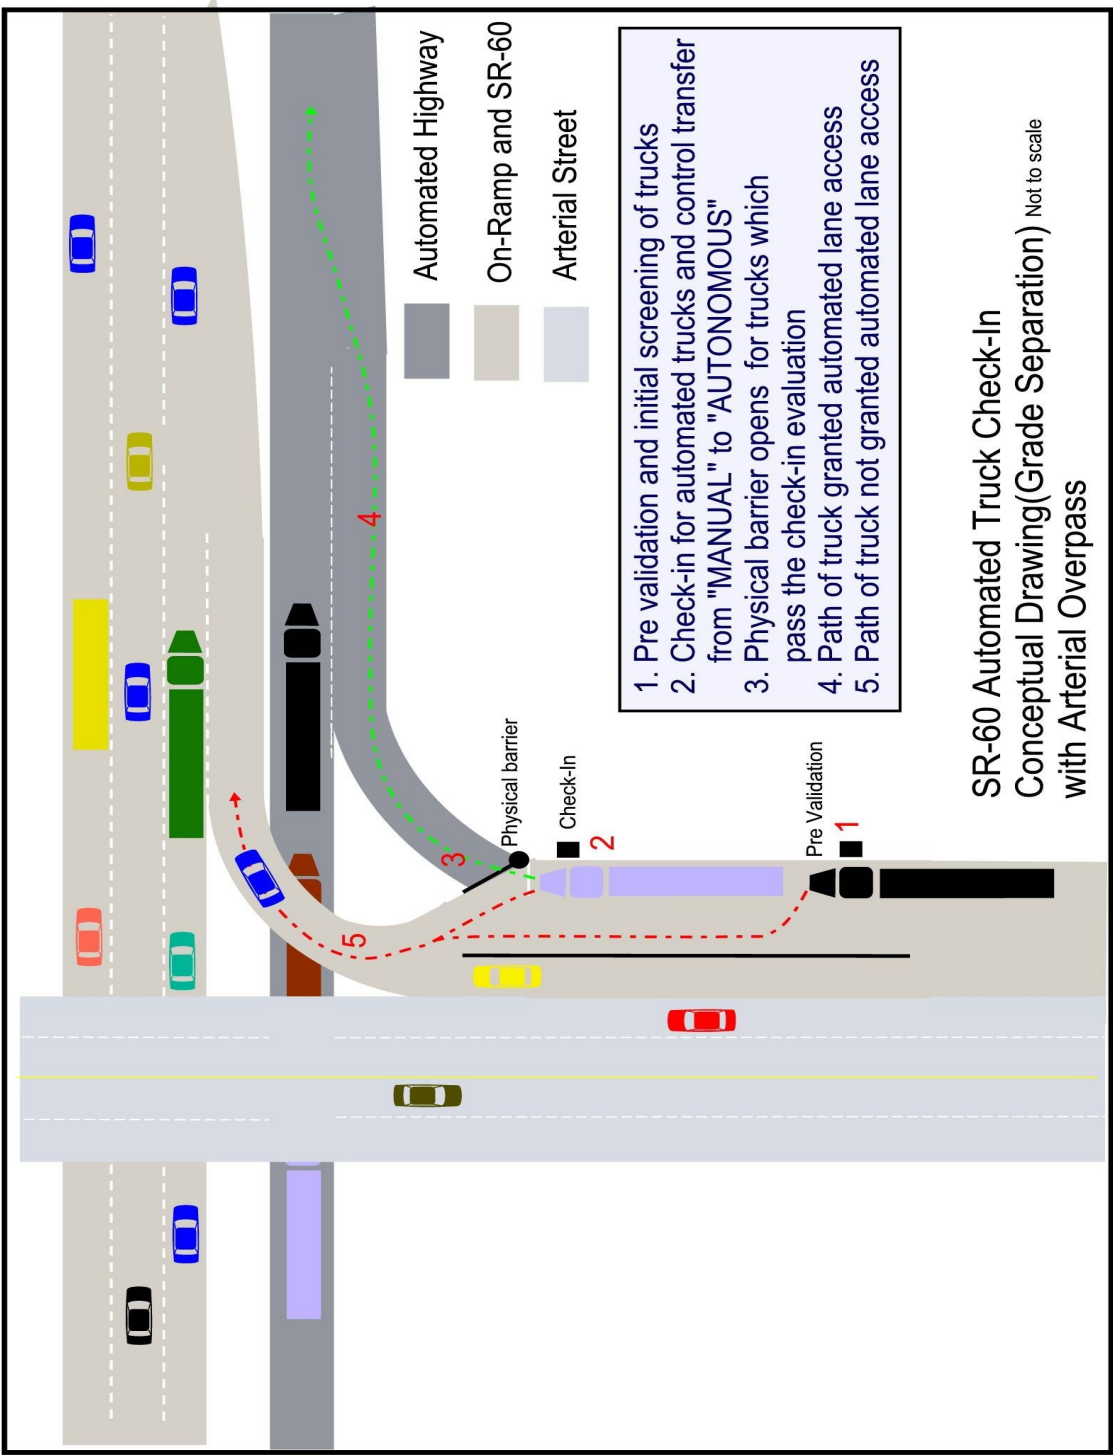 4
3
5
Physical barrier
Check-In
2
Pre Validation
1
Automated Highway
On-Ramp and SR-60
Arterial Street
1. Pre validation and initial screening of trucks
2. Check-in for automated trucks and control transfer
from "MANUAL" to "AUTONOMOUS"
3. Physical barrier opens for trucks which
pass the check-in evaluation
4. Path of truck granted automated lane access
5. Path of truck not granted automated lane access
SR-60 Automated Truck Check-In
Conceptual Drawing(Grade Separation) Not to scale
with Arterial Overpass